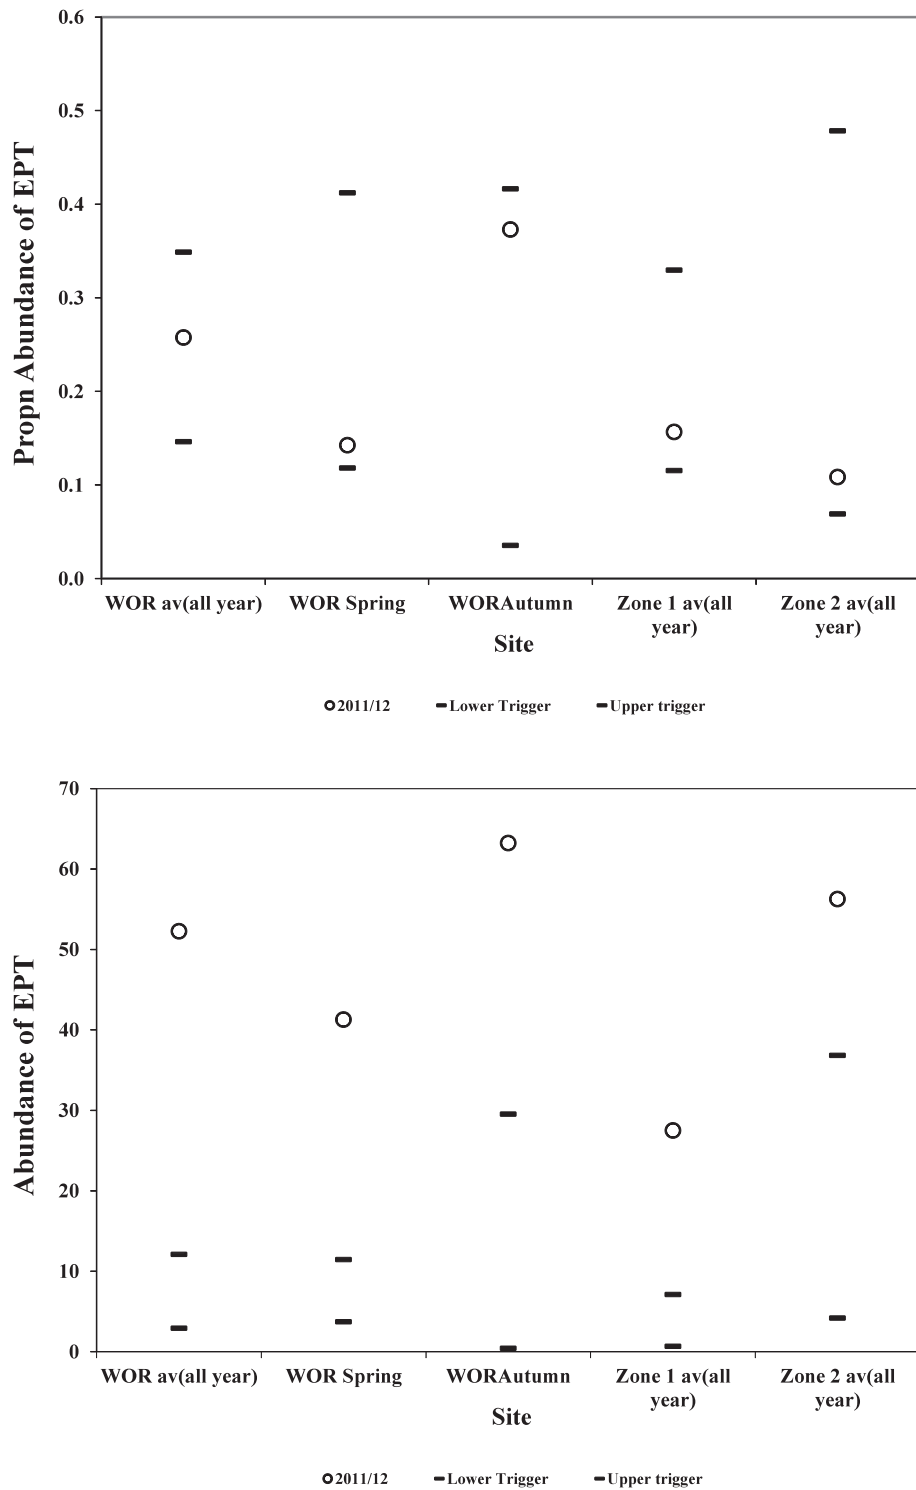 0.6
0.5
0.4
0.3
0.2
0.1
0.0
Propn Abundance of EPT
WOR av(all year) WOR Spring WORAutumn Zone 1 av(all year) Zone 2 av(all year)
Site
2011/12 Lower Trigger Upper trigger
70
60
50
40
30
20
10
0
Abundance of EPT
WOR av(all year) WOR Spring WORAutumn Zone 1 av(all year) Zone 2 av(all year)
Site
2011/12 Lower Trigger Upper trigger